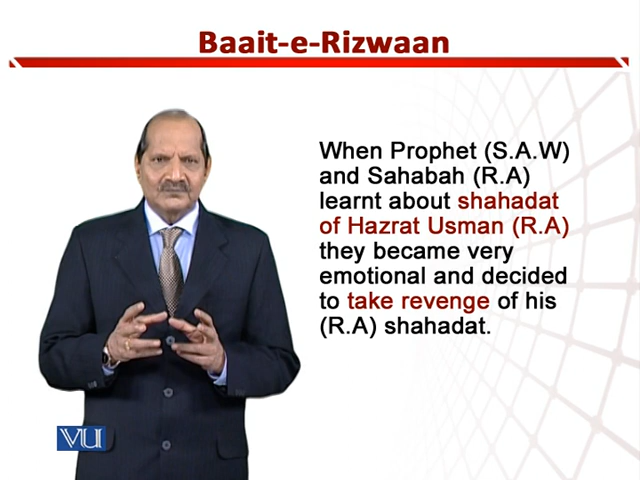 Baait-e-Rizwaan
When Prophet (S.A.W)
and Sahabah (R.A)
learnt about shahadat
of Hazrat Usman (R.A)
they became very
emotional and decided
to take revenge of his
(R.A) shahadat.
VU